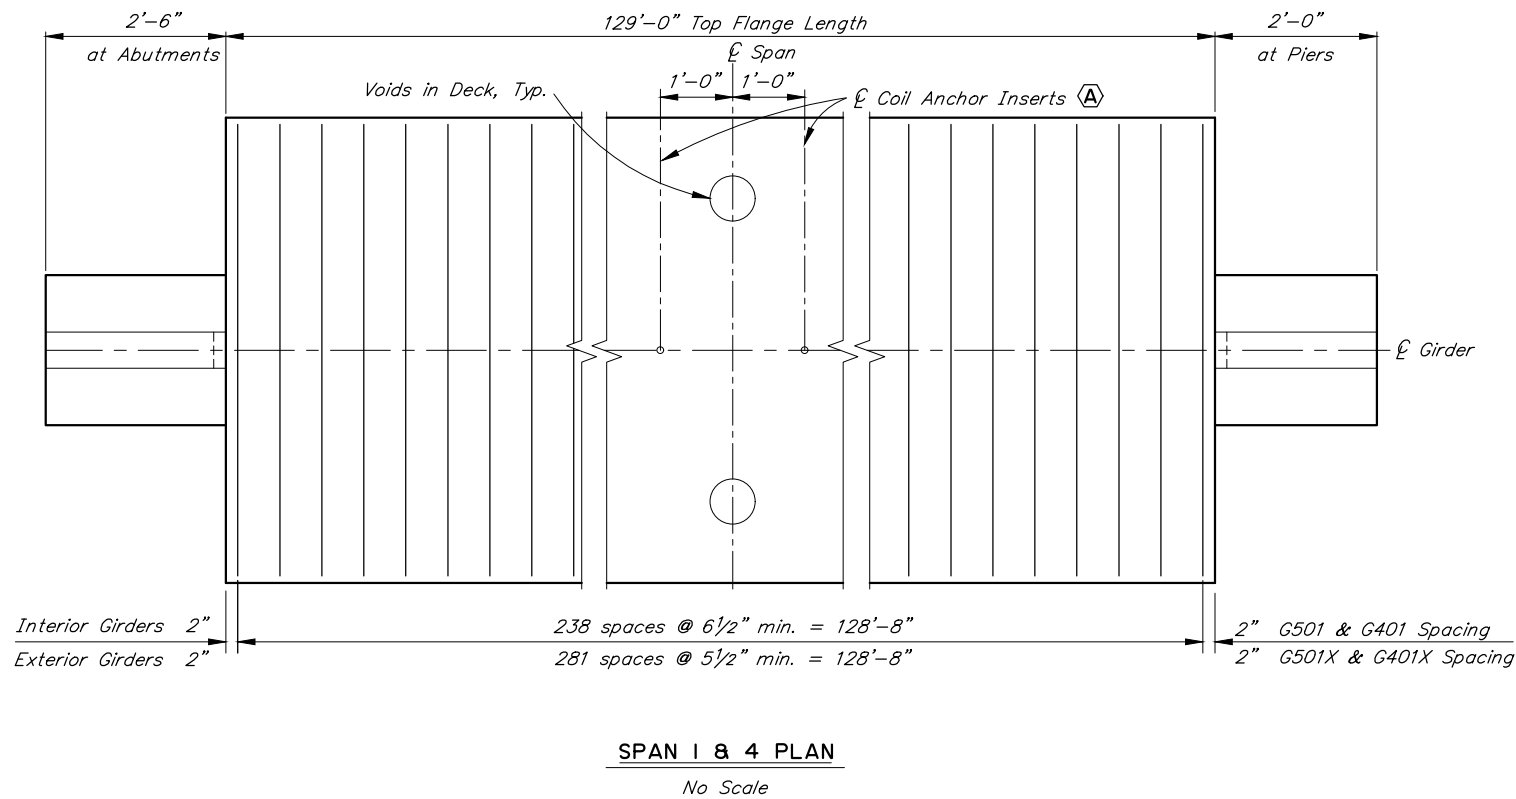 2'-6"
129'-0" Top Flange Length
2'-0"
at Abutments
℄ Span
at Piers
1'-0" 1'-0"
Voids in Deck, Typ.
℄ Coil Anchor Inserts A
℄ Girder
Interior Girders 2"
238 spaces @ 6½" min. = 128'-8"
2" G501 & G401 Spacing
Exterior Girders 2"
281 spaces @ 5½" min. = 128'-8"
2" G501X & G401X Spacing
SPAN 1 & 4 PLAN
No Scale